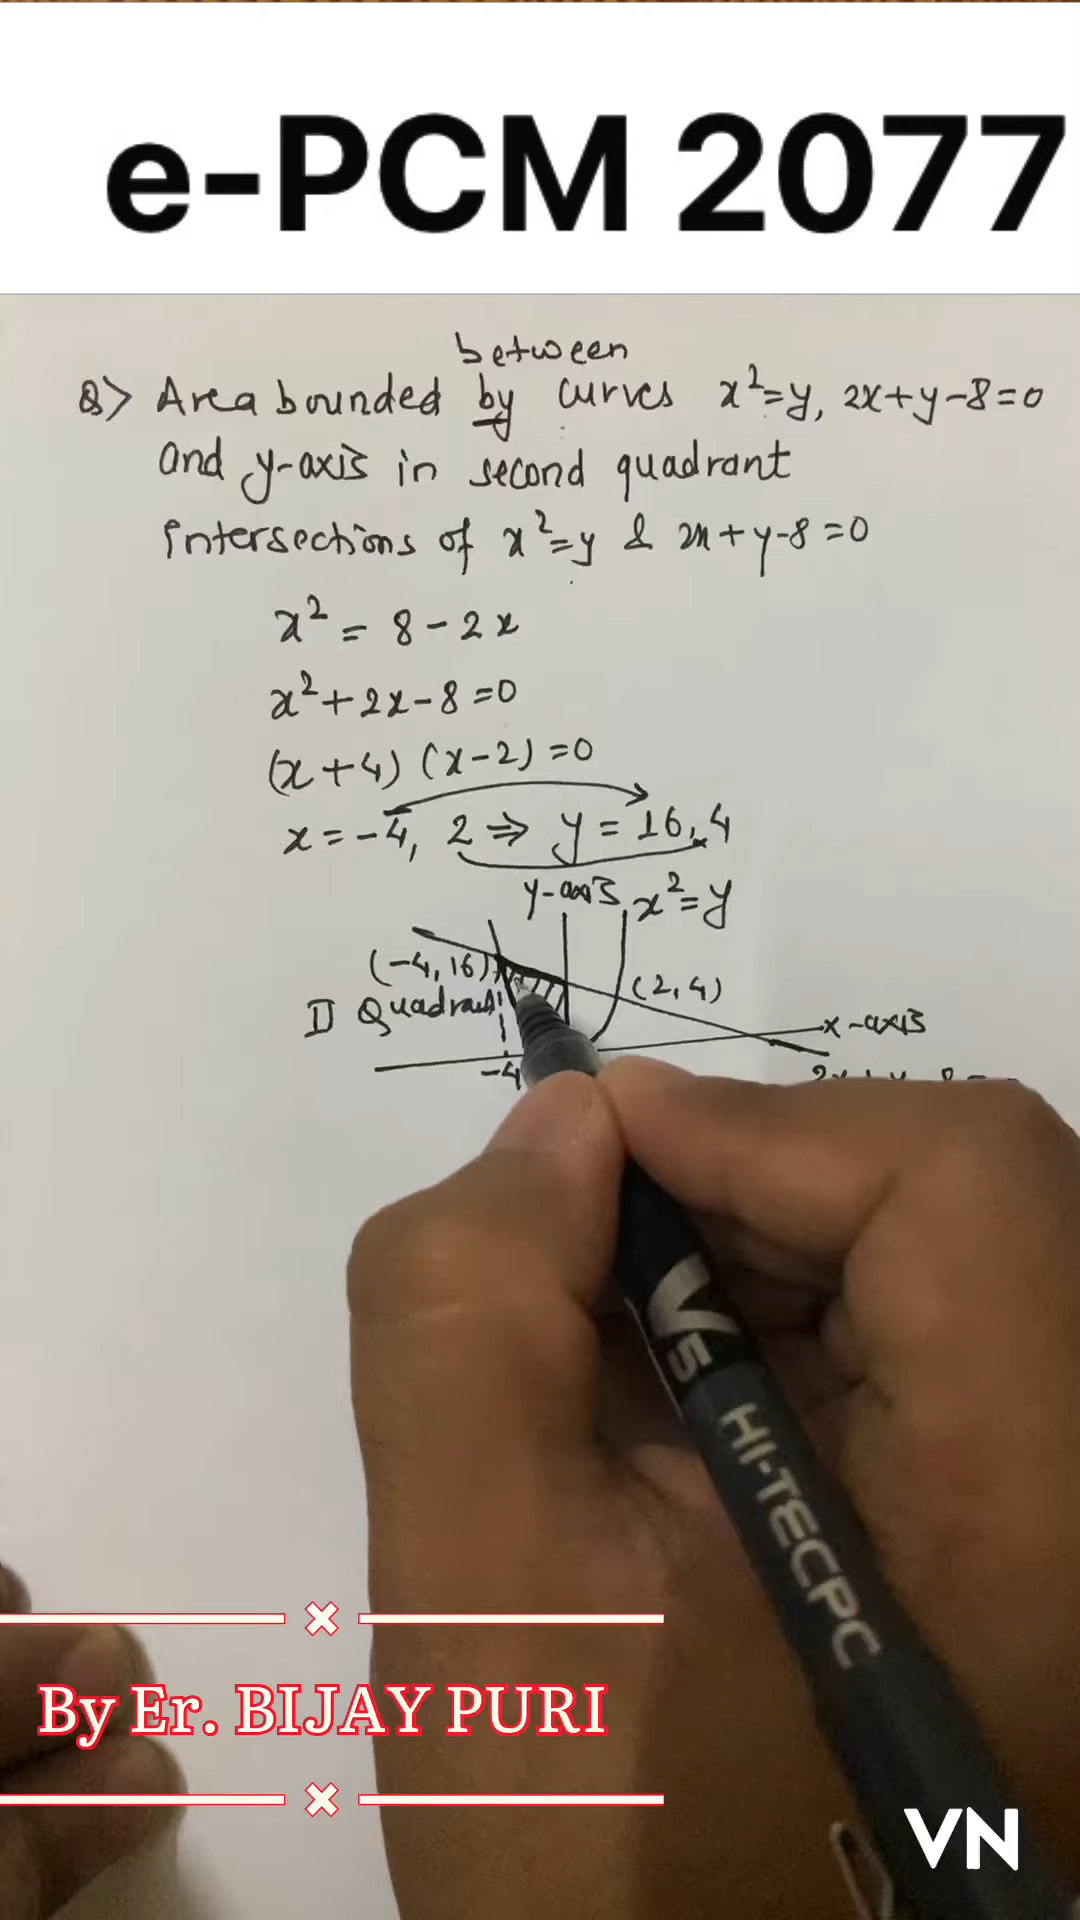 e-PCM 2077
between
Q> Area bounded by curves x²=y, 2x+y-8=0
and y-axis in second quadrant
intersections of x²=y & 2x+y-8=0
x² = 8-2x
x²+2x-8=0
(x+4) (x-2)=0
x=-4, 2 ⇒ y = 16, 4
y-axis x²=y
(-4,16)
(2,4)
II Quadrant
x-axis
-4
V5
HI-TECPC
By Er. BIJAY PURI
VN